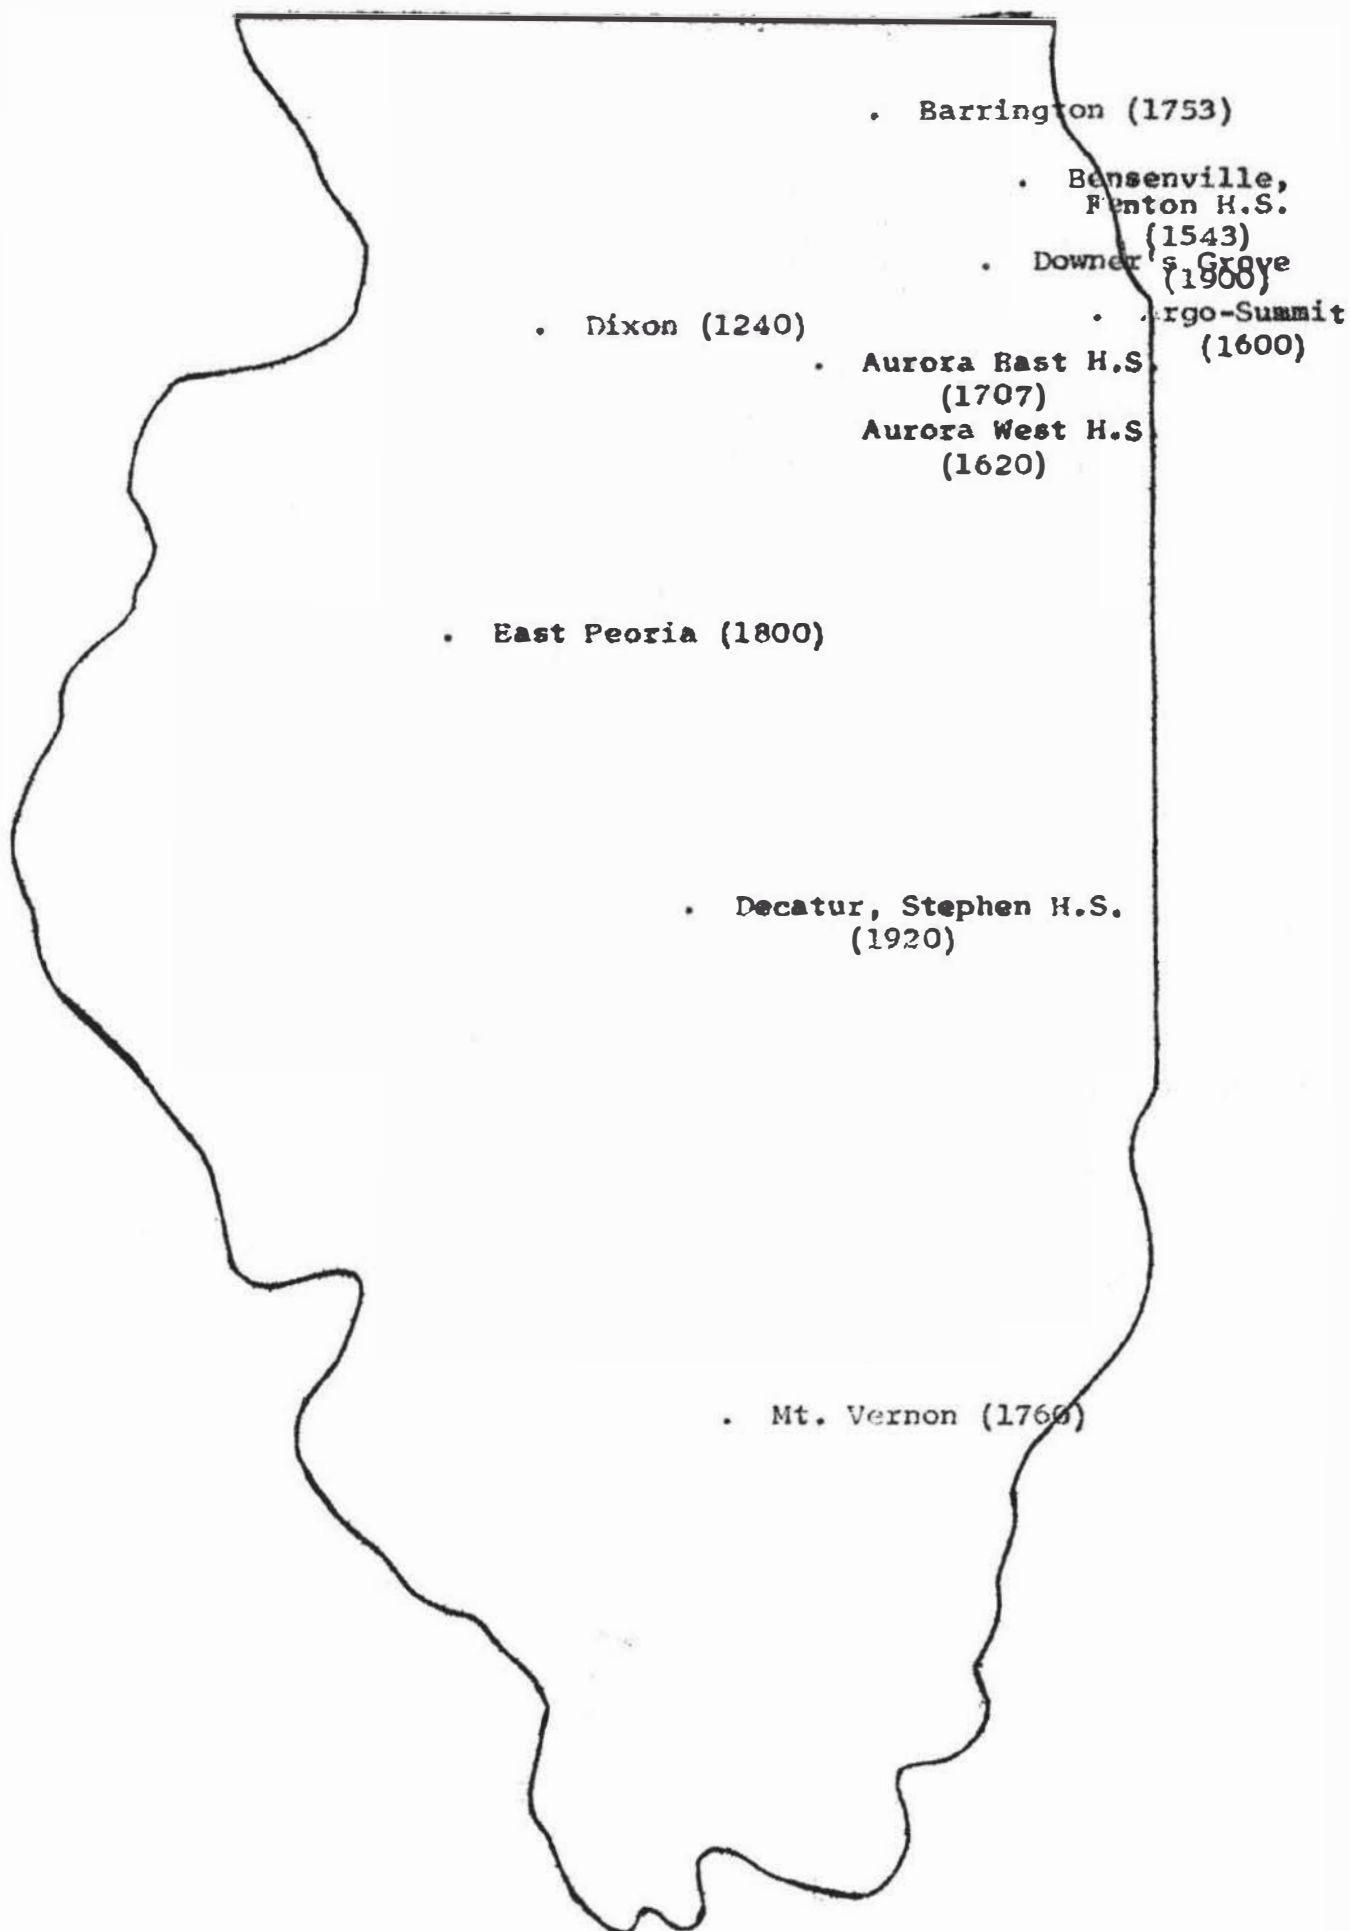 . Barrington (1753)
. Bensenville,
Fenton H.S.
(1543)
. Downer's Grove
(1900)
. Argo-Summit
(1600)
. Dixon (1240)
. Aurora East H.S.
(1707)
Aurora West H.S.
(1620)
. East Peoria (1800)
. Decatur, Stephen H.S.
(1920)
. Mt. Vernon (1760)